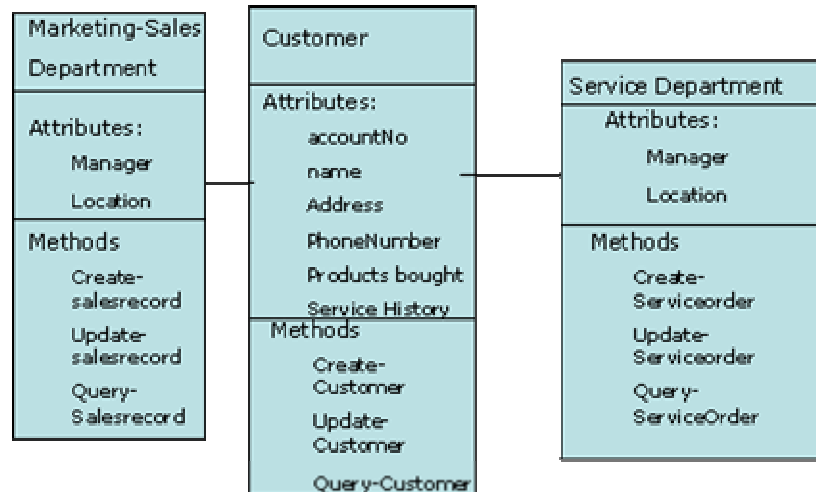 Marketing-Sales
Department
Attributes:
Manager
Location
Methods
Create-
salesrecord
Update-
salesrecord
Query-
Salesrecord
Customer
Attributes:
accountNo
name
Address
PhoneNumber
Products bought
Service History
Methods
Create-
Customer
Update-
Customer
Query-Customer
Service Department
Attributes:
Manager
Location
Methods
Create-
Serviceorder
Update-
Serviceorder
Query-
ServiceOrder